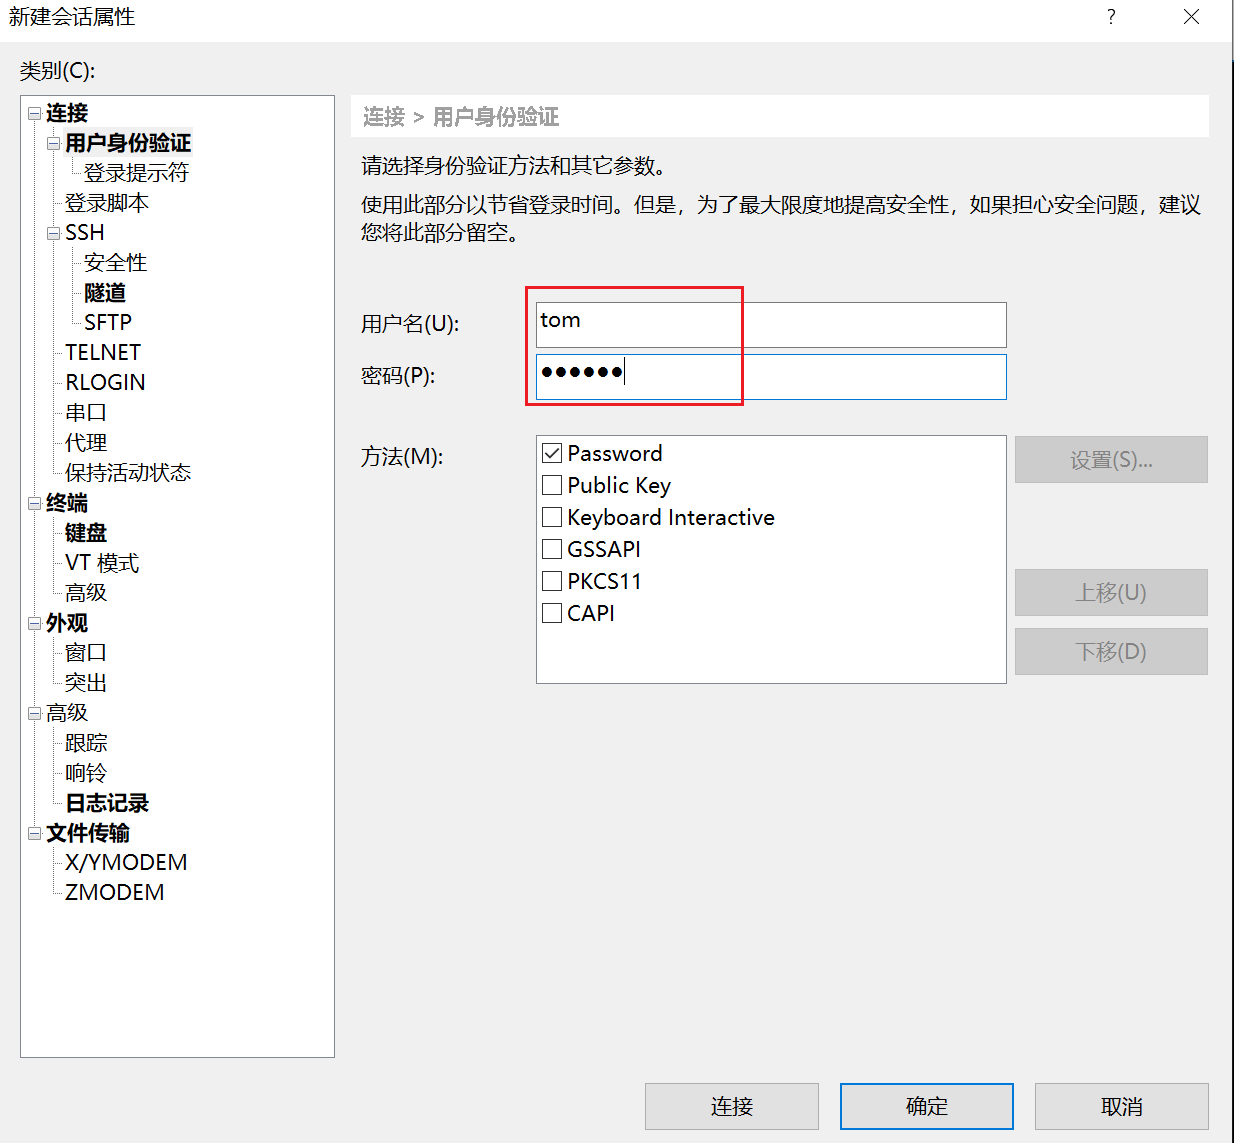 新建会话属性
?
类别(C):
连接
用户身份验证
登录提示符
登录脚本
SSH
安全性
隧道
SFTP
TELNET
RLOGIN
串口
代理
保持活动状态
终端
键盘
VT 模式
高级
外观
窗口
突出
高级
跟踪
响铃
日志记录
文件传输
X/YMODEM
ZMODEM
连接 > 用户身份验证
请选择身份验证方法和其它参数。
使用此部分以节省登录时间。但是，为了最大限度地提高安全性，如果担心安全问题，建议
您将此部分留空。
用户名(U):
tom
密码(P):
●●●●●●
方法(M):
Password
Public Key
Keyboard Interactive
GSSAPI
PKCS11
CAPI
设置(S)...
上移(U)
下移(D)
连接
确定
取消